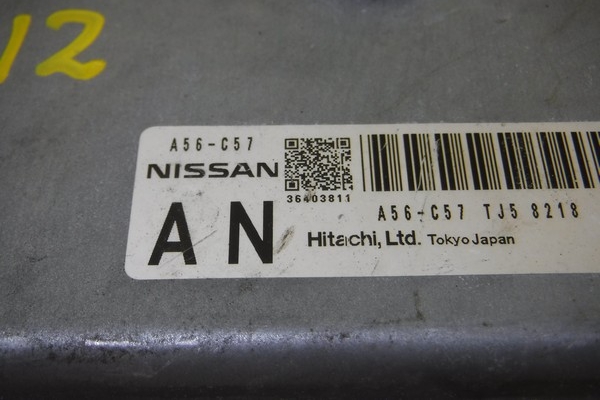 12
A56-C57
NISSAN
36403811
A56-C57 TJ5 8218
AN
Hitachi, Ltd. Tokyo Japan